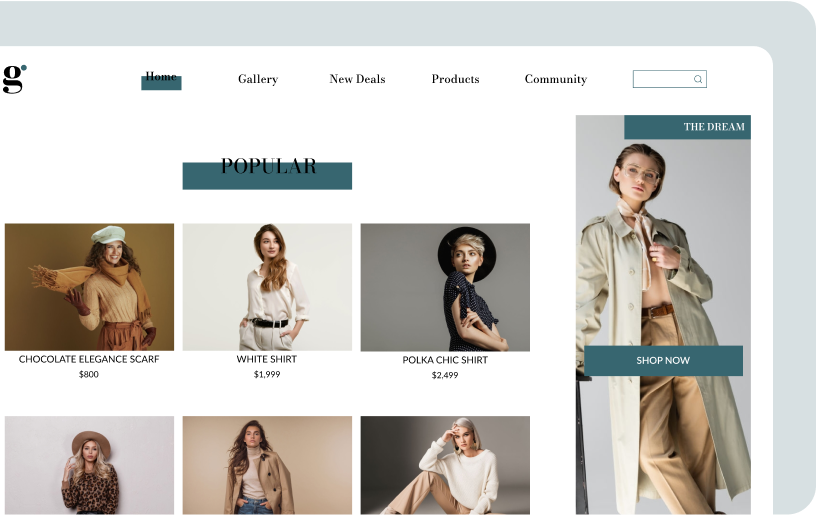 g
Home
Gallery
New Deals
Products
Community
THE DREAM
POPULAR
CHOCOLATE ELEGANCE SCARF
$800
WHITE SHIRT
$1,999
POLKA CHIC SHIRT
$2,499
SHOP NOW